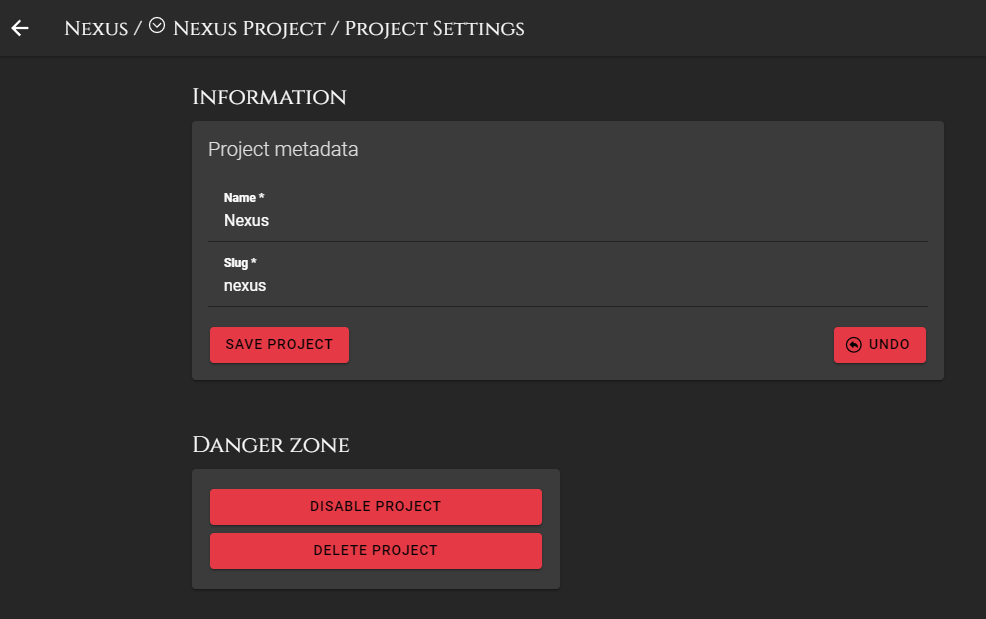 Nexus / Nexus Project / Project Settings
Information
Project metadata
Name *
Nexus
Slug *
nexus
SAVE PROJECT
UNDO
Danger zone
DISABLE PROJECT
DELETE PROJECT